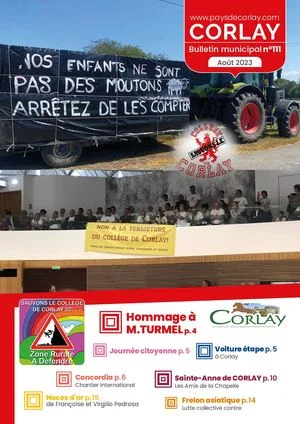 www.paysdecorlay.com
CORLAY
Bulletin municipal n°111
Août 2023
NOS ENFANTS NE SONT
PAS DES MOUTONS
ARRÊTEZ DE LES COMPTER
COLLÈGE
CORLAY
NON A LA FERMETURE
DU COLLÈGE DE CORLAY!
SAUVONS LE COLLÈGE
DE CORLAY 22
Zone Rurale
A Défendre
Hommage à
M.TURMEL p. 4
CORLAY
Journée citoyenne p. 5
Voiture étape p. 5
à Corlay
Concordia p. 6
Chantier international
Sainte-Anne de CORLAY p. 10
Les Amis de la Chapelle
Noces d'or p. 15
de Françoise et Virgilio Pedrosa
Frelon asiatique p. 14
Lutte collective contre